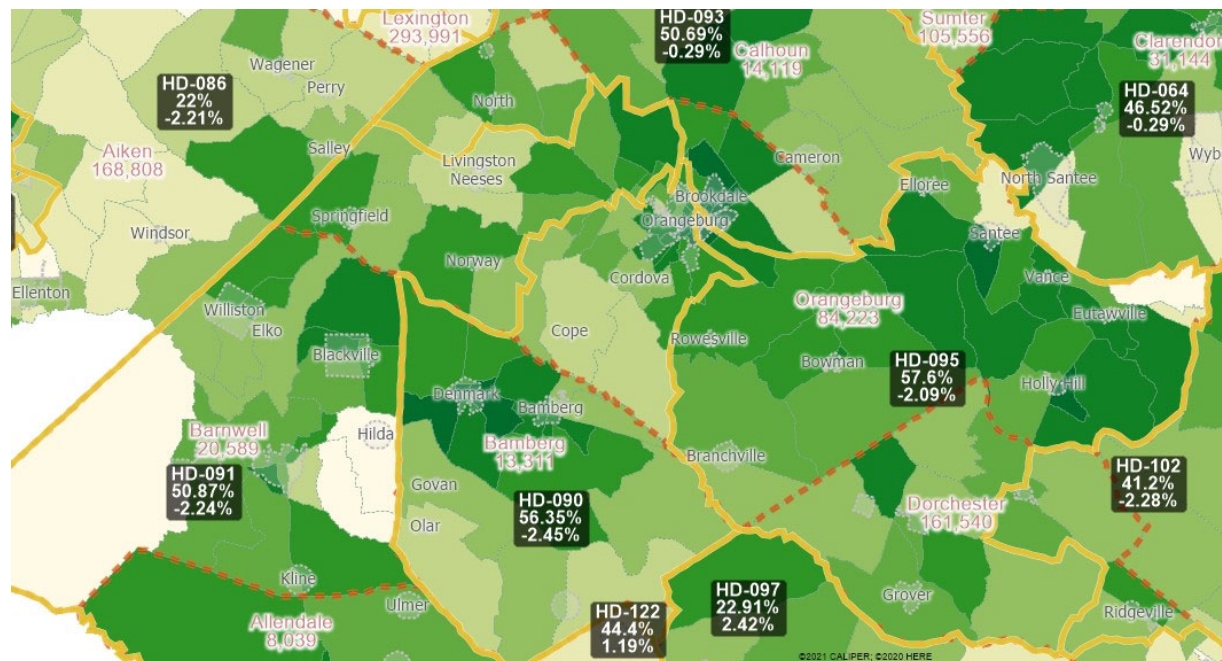 Lexington
293,991
HD-093
50.69%
-0.29%
Sumter
105,556
Calhoun
14,119
Clarendon
31,144
Wagener
Perry
HD-086
22%
-2.21%
North
HD-064
46.52%
-0.29%
Aiken
168,808
Salley
Livingston
Neeses
Cameron
Elloree
North Santee
Brookdale
Orangeburg
Springfield
Windsor
Santee
Norway
Cordova
Vance
Ellenton
Williston
Elko
Orangeburg
84,223
Eutawville
Cope
Rowesville
Blackville
Bowman
HD-095
57.6%
-2.09%
Holly Hill
Denmark
Bamberg
Barnwell
20,589
Hilda
Bamberg
13,311
Branchville
HD-091
50.87%
-2.24%
Govan
HD-090
56.35%
-2.45%
HD-102
41.2%
-2.28%
Olar
Dorchester
161,540
Kline
Ulmer
HD-097
22.91%
2.42%
Grover
HD-122
44.4%
1.19%
Ridgeville
Allendale
8,039
©2021 CALIPER; ©2020 HERE